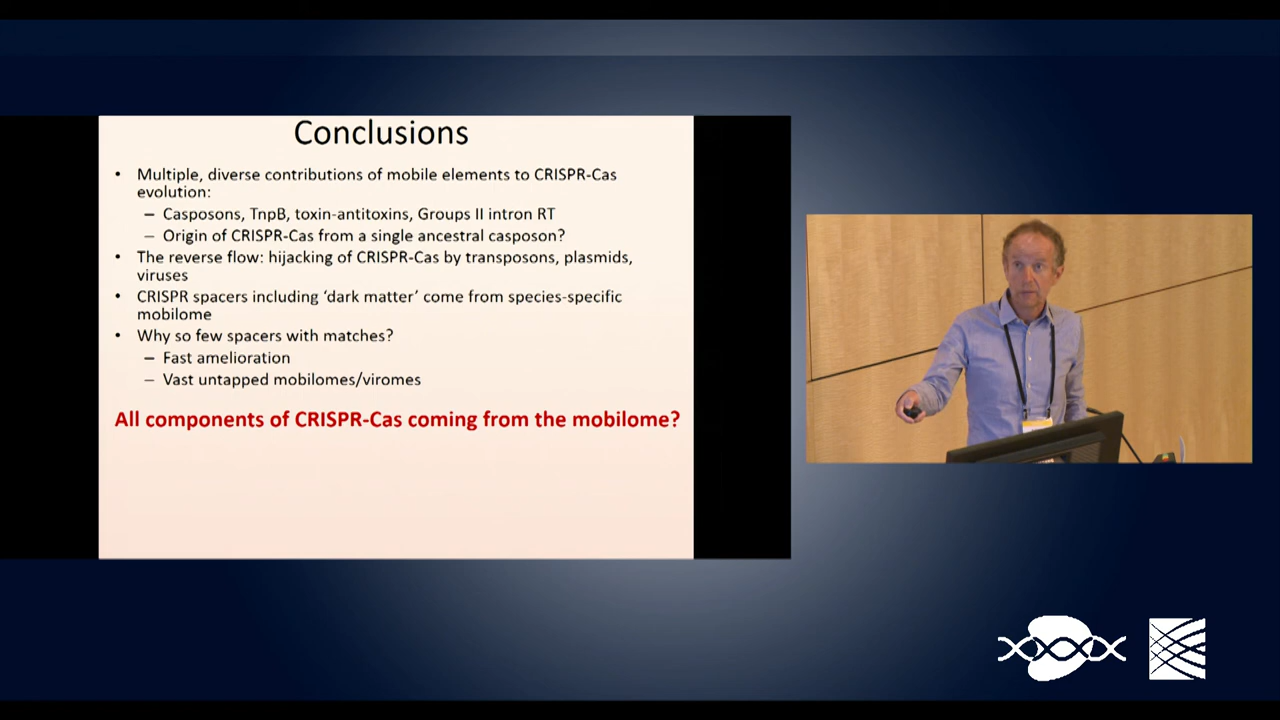 Conclusions
• Multiple, diverse contributions of mobile elements to CRISPR-Cas
evolution:
– Casposons, TnpB, toxin-antitoxins, Groups II intron RT
– Origin of CRISPR-Cas from a single ancestral casposon?
• The reverse flow: hijacking of CRISPR-Cas by transposons, plasmids,
viruses
• CRISPR spacers including ‘dark matter’ come from species-specific
mobilome
• Why so few spacers with matches?
– Fast amelioration
– Vast untapped mobilomes/viromes
All components of CRISPR-Cas coming from the mobilome?